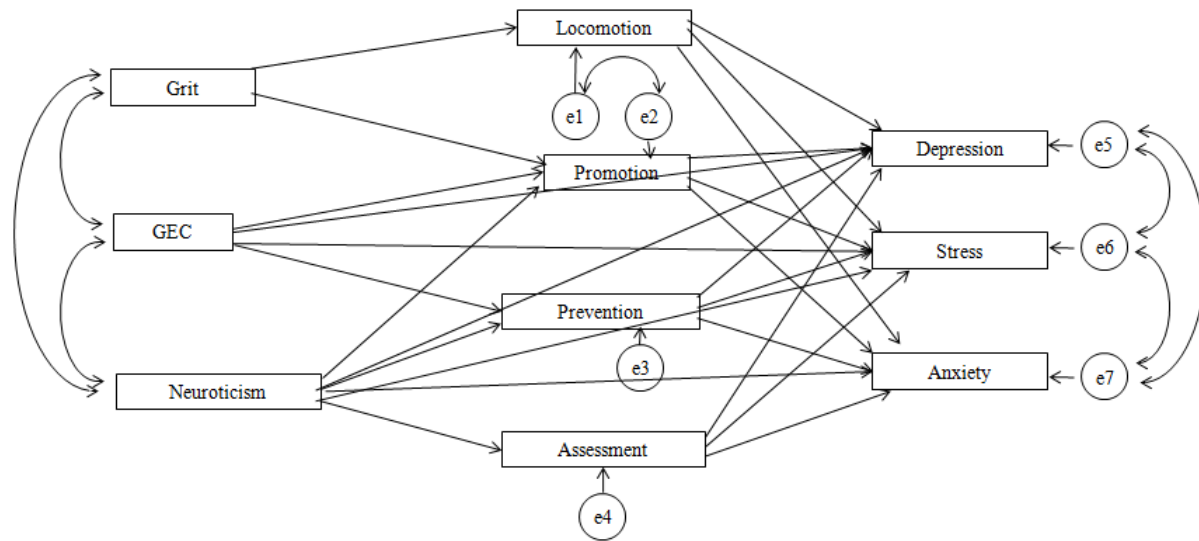 Locomotion
Grit
e1
e2
Depression
e5
Promotion
GEC
Stress
e6
Prevention
e3
Anxiety
e7
Neuroticism
Assessment
e4